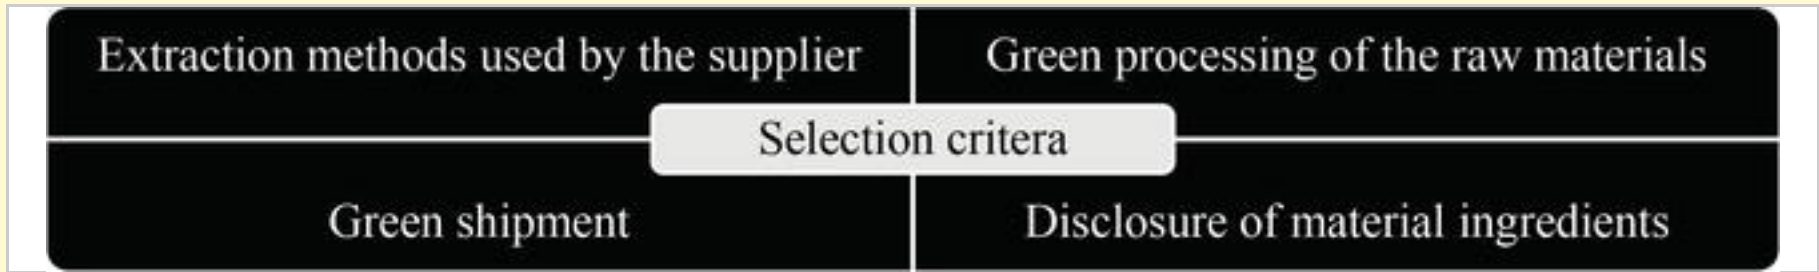 Extraction methods used by the supplier
Green processing of the raw materials
Selection critera
Green shipment
Disclosure of material ingredients